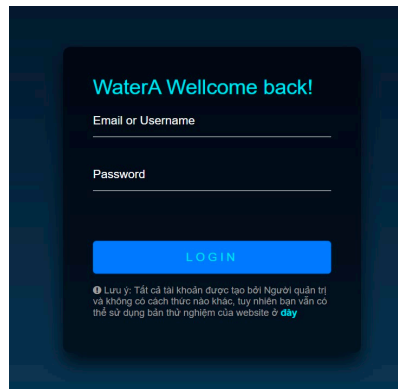 WaterA Wellcome back!
Email or Username
Password
LOGIN
Lưu ý: Tất cả tài khoản được tạo bởi Người quản trị
và không có cách thức nào khác, tuy nhiên bạn vẫn có
thể sử dụng bản thử nghiệm của website ở đây